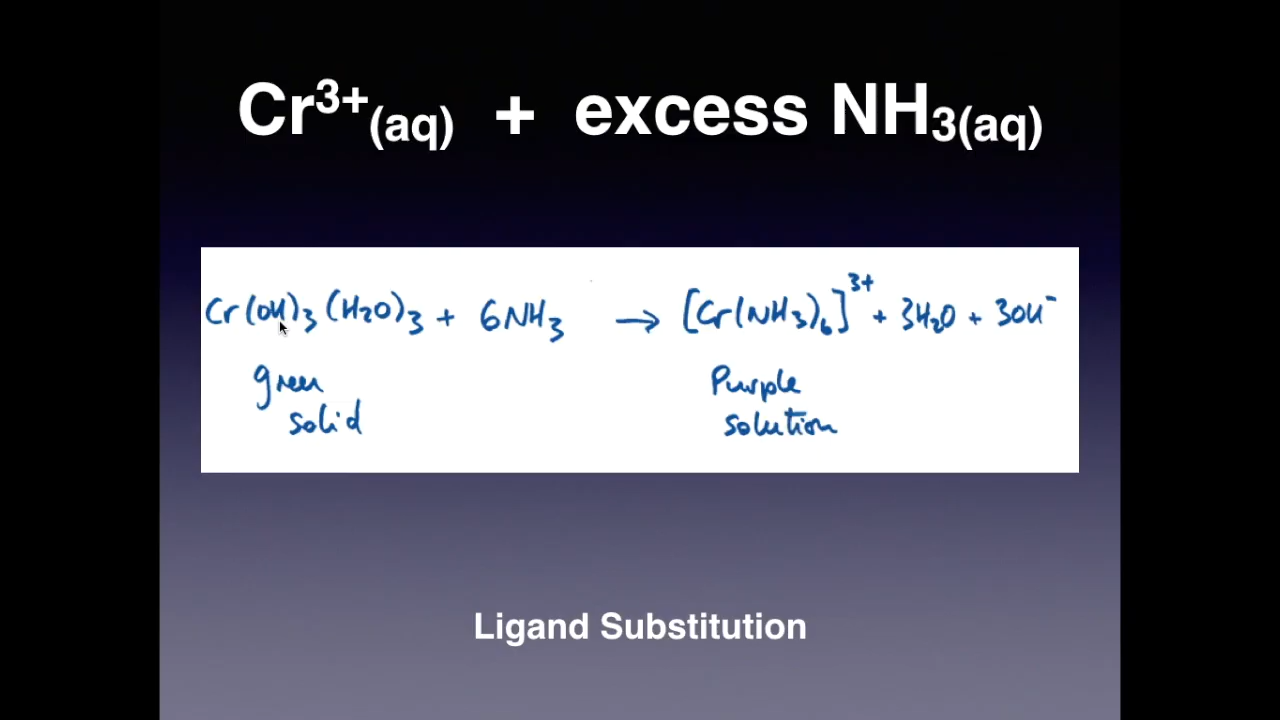 Cr³⁺(aq) + excess NH₃(aq)
Cr(OH)₃(H₂O)₃ + 6NH₃ → [Cr(NH₃)₆]³⁺ + 3H₂O + 3OH⁻
green Purple
solid solution
Ligand Substitution